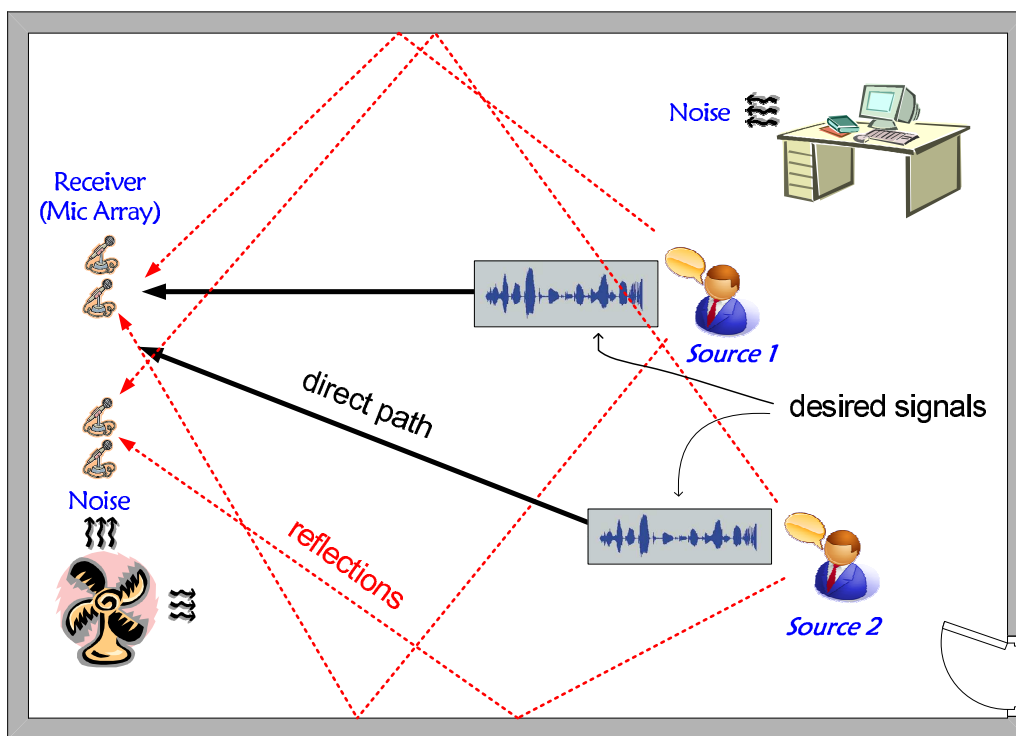 Noise
Receiver
(Mic Array)
Source 1
direct path
desired signals
Noise
reflections
Source 2